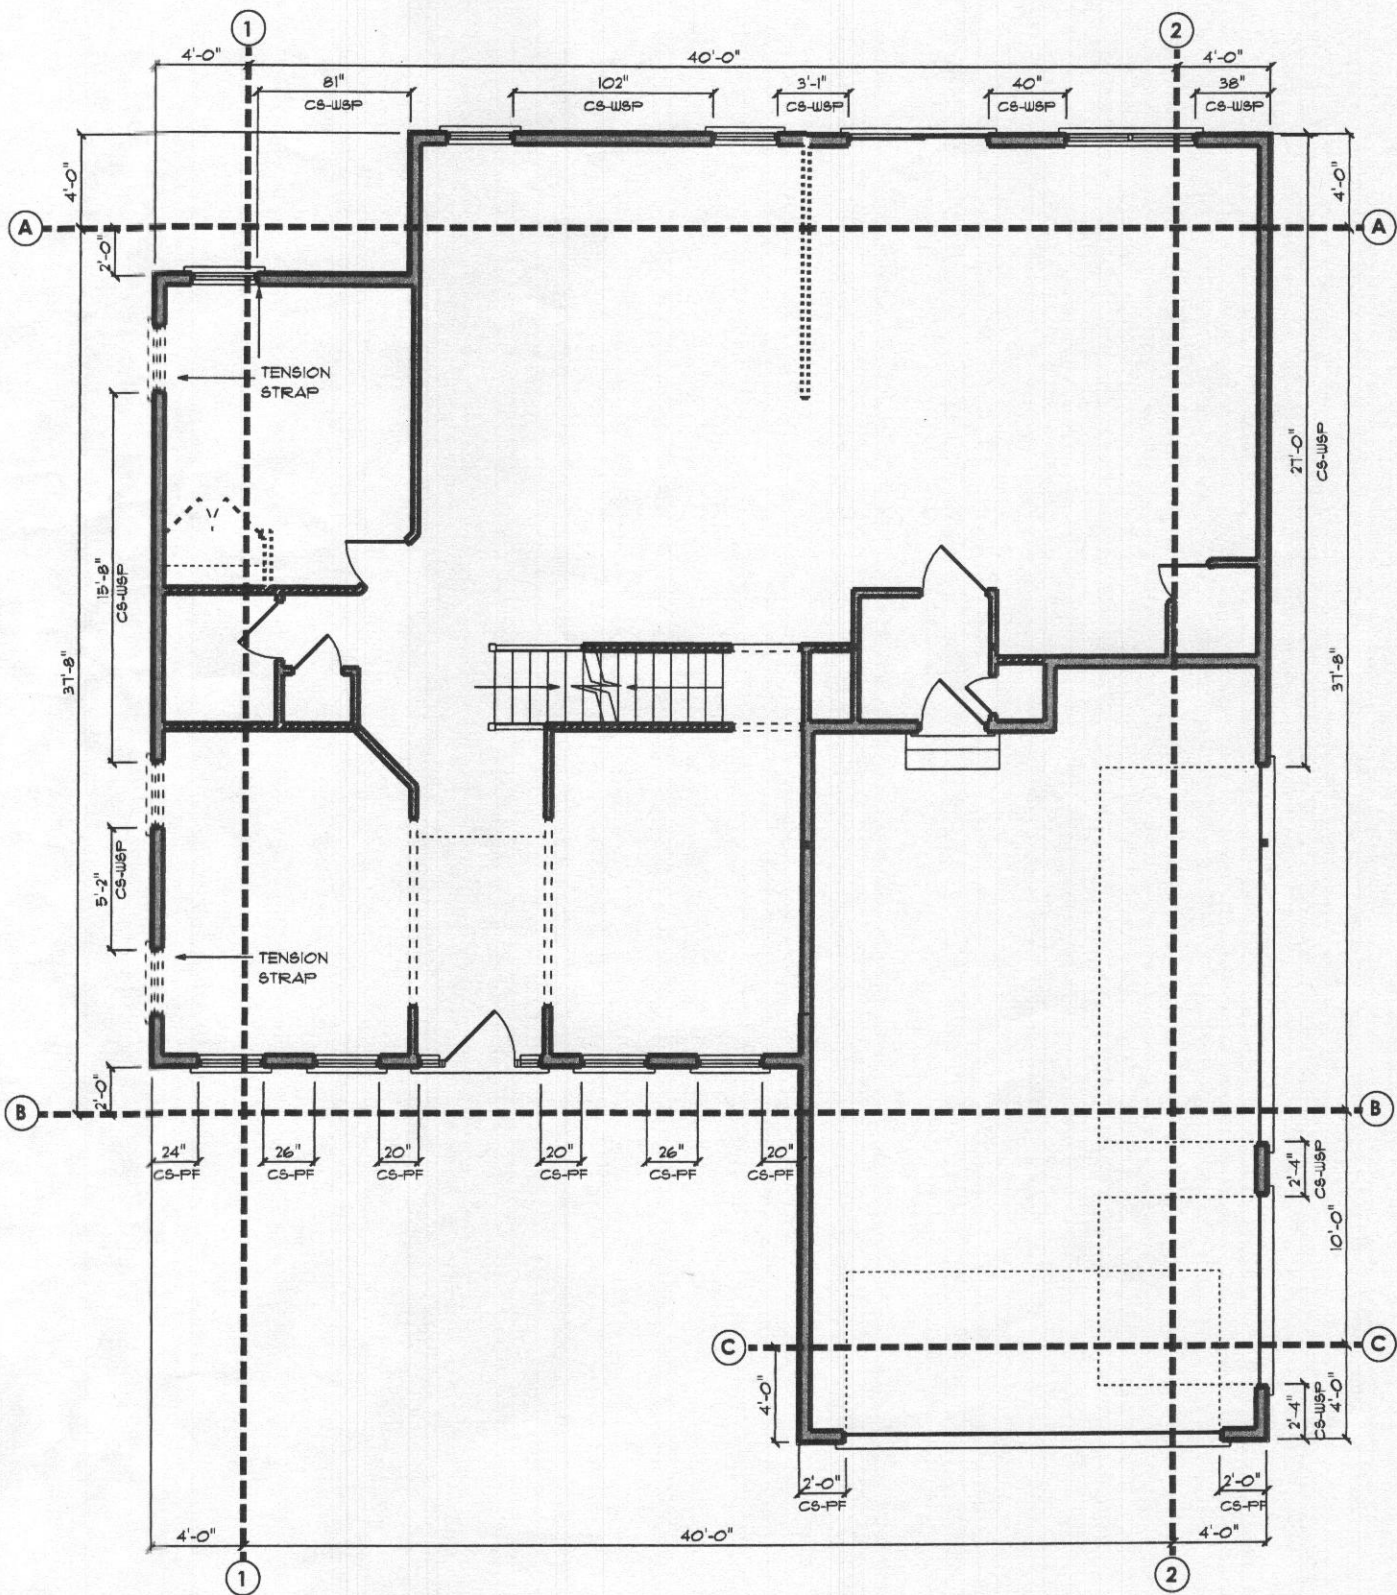 1
2
4'-0"
40'-0"
4'-0"
81"
CS-WSP
102"
CS-WSP
3'-1"
CS-WSP
40"
CS-WSP
38"
CS-WSP
4'-0"
4'-0"
A
A
2'-0"
TENSION
STRAP
27'-0"
CS-WSP
15'-8"
CS-WSP
37'-8"
37'-8"
5'-2"
CS-WSP
TENSION
STRAP
2'-0"
B
B
24"
CS-PF
26"
CS-PF
20"
CS-PF
20"
CS-PF
26"
CS-PF
20"
CS-PF
2'-4"
CS-WSP
10'-0"
C
C
4'-0"
2'-4"
CS-WSP
4'-0"
2'-0"
CS-PF
2'-0"
CS-PF
4'-0"
40'-0"
4'-0"
1
2